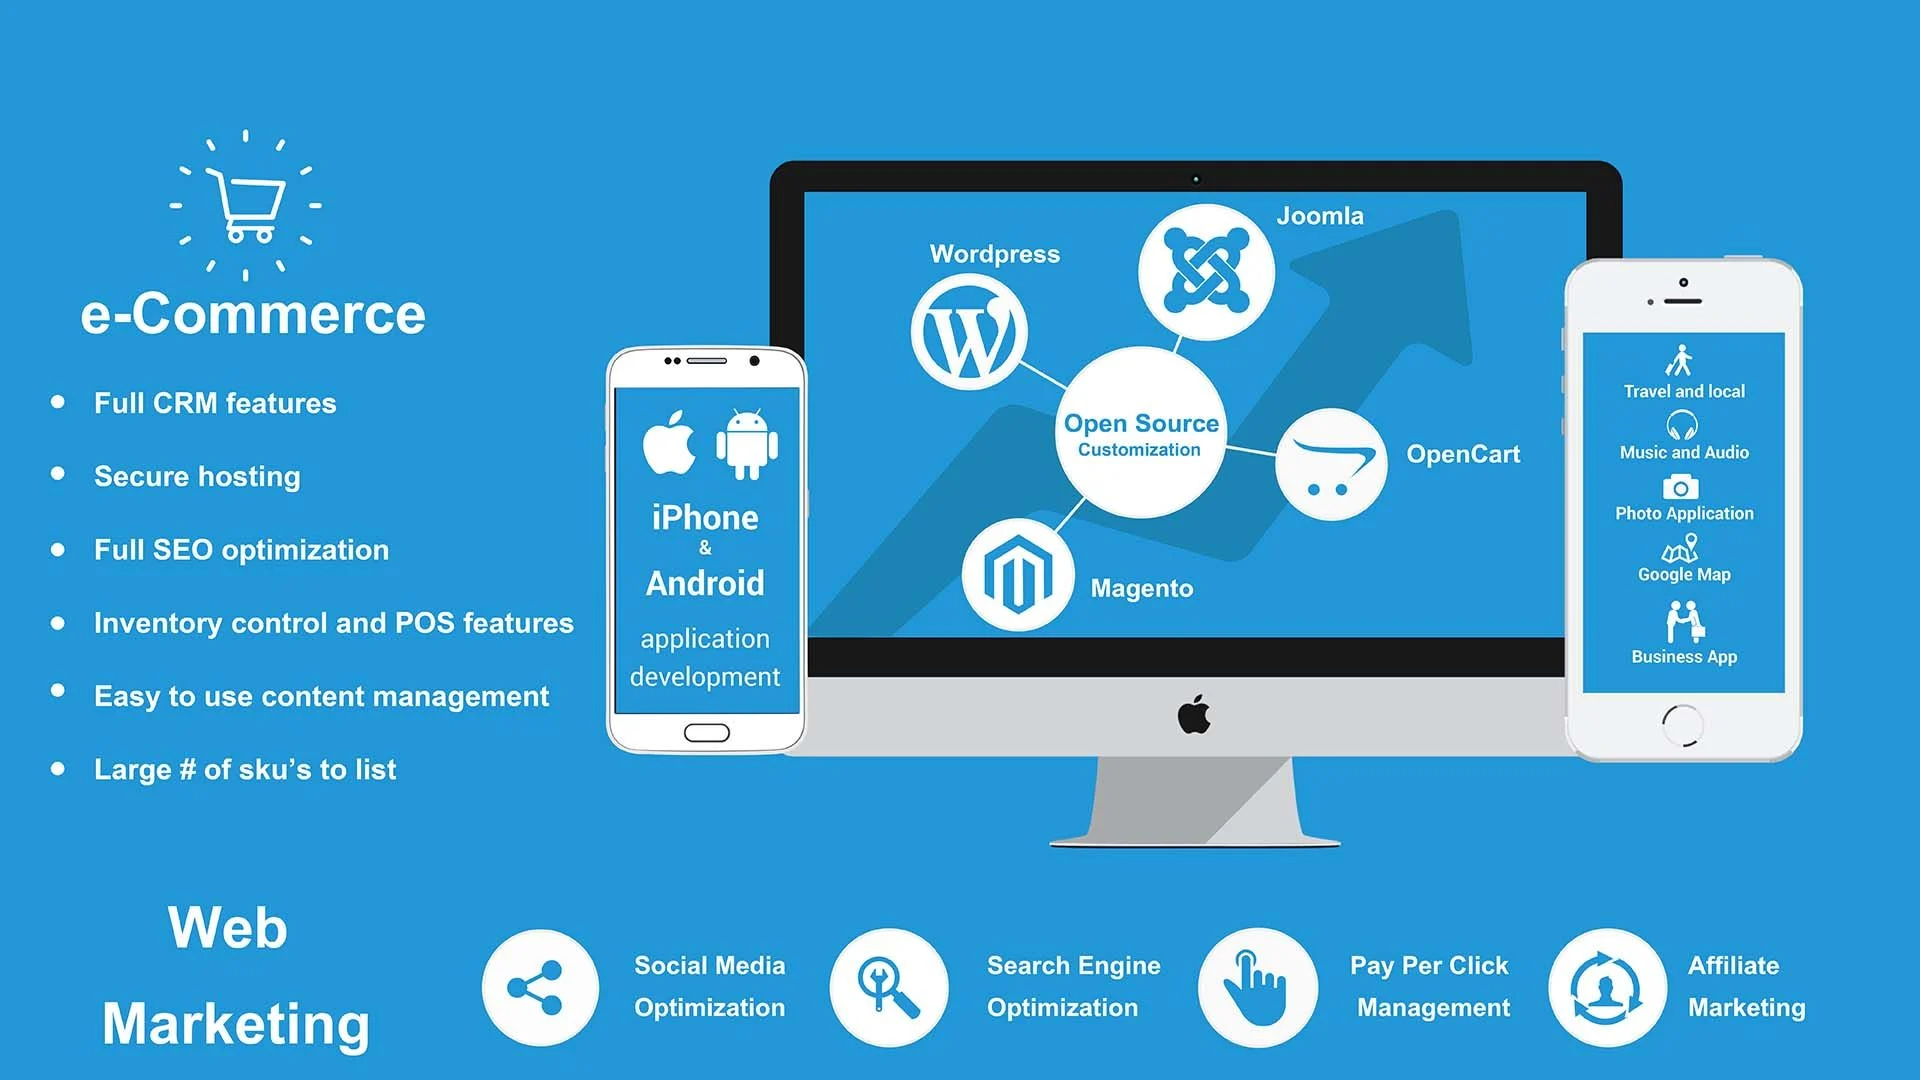 e-Commerce
Full CRM features
Secure hosting
Full SEO optimization
Inventory control and POS features
Easy to use content management
Large # of sku's to list
iPhone
&
Android
application
development
Wordpress
Joomla
Open Source
Customization
OpenCart
Magento
Travel and local
Music and Audio
Photo Application
Google Map
Business App
Web
Marketing
Social Media
Optimization
Search Engine
Optimization
Pay Per Click
Management
Affiliate
Marketing